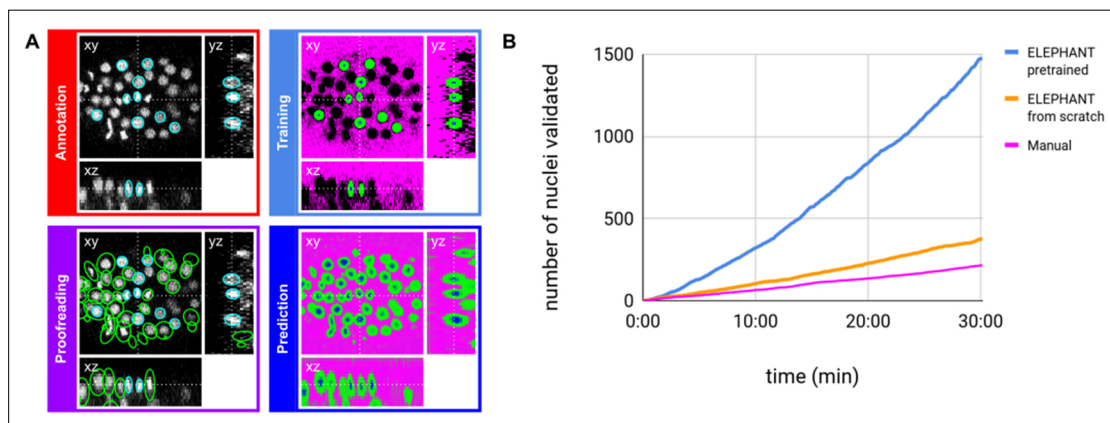 A
Annotation
xy
yz
xz
Training
xy
yz
xz
Proofreading
xy
yz
xz
Prediction
xy
yz
xz
B
number of nuclei validated
1500
1000
500
0
0:00
10:00
20:00
30:00
time (min)
ELEPHANT
pretrained
ELEPHANT
from scratch
Manual